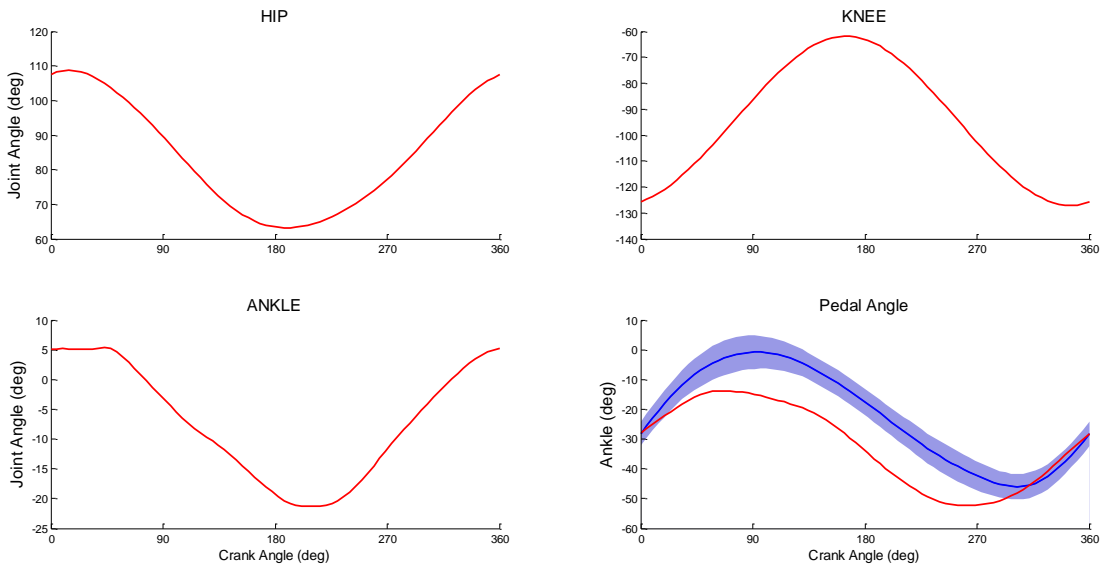 HIP
Joint Angle (deg)
120
110
100
90
80
70
60
0 90 180 270 360
KNEE
-60
-70
-80
-90
-100
-110
-120
-130
-140
0 90 180 270 360
ANKLE
Joint Angle (deg)
10
5
0
-5
-10
-15
-20
-25
0 90 180 270 360
Crank Angle (deg)
Pedal Angle
Ankle (deg)
10
0
-10
-20
-30
-40
-50
-60
0 90 180 270 360
Crank Angle (deg)